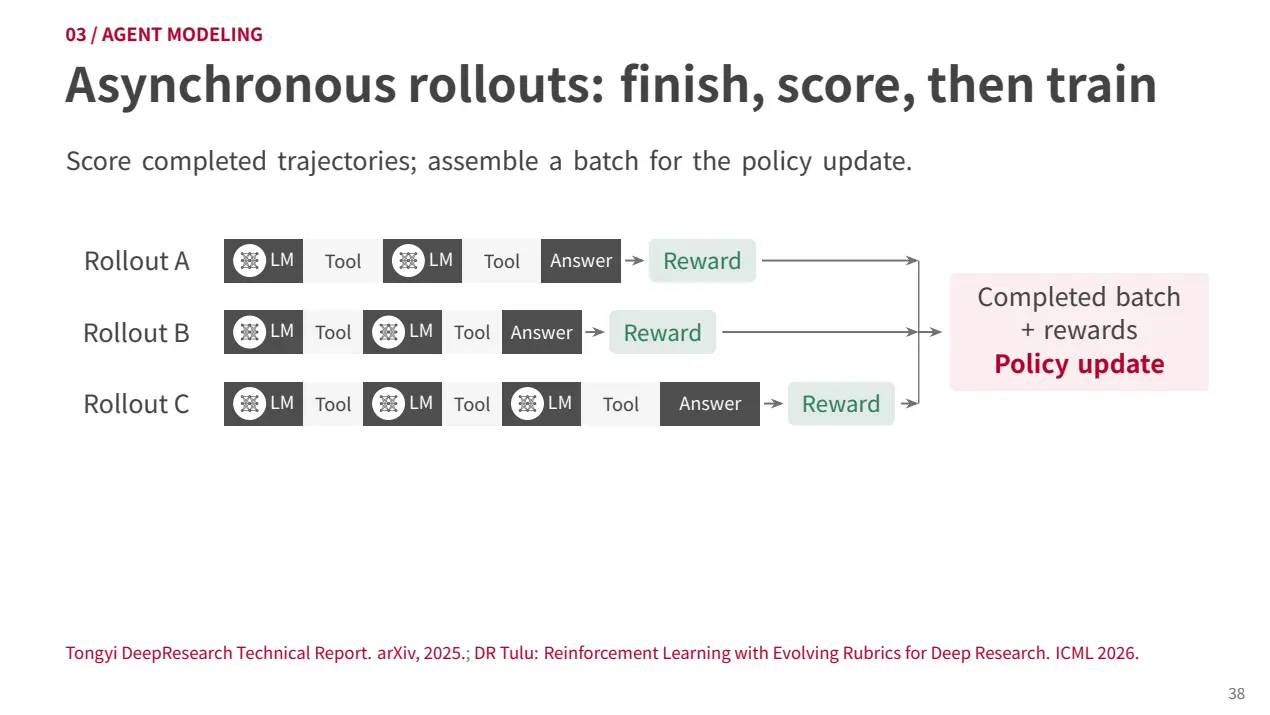 03 / AGENT MODELING
Asynchronous rollouts: finish, score, then train
Score completed trajectories; assemble a batch for the policy update.
Rollout A LM Tool LM Tool Answer Reward
Rollout B LM Tool LM Tool Answer Reward
Rollout C LM Tool LM Tool LM Tool Answer Reward
Completed batch
+ rewards
Policy update
Tongyi DeepResearch Technical Report. arXiv, 2025.; DR Tulu: Reinforcement Learning with Evolving Rubrics for Deep Research. ICML 2026.
38